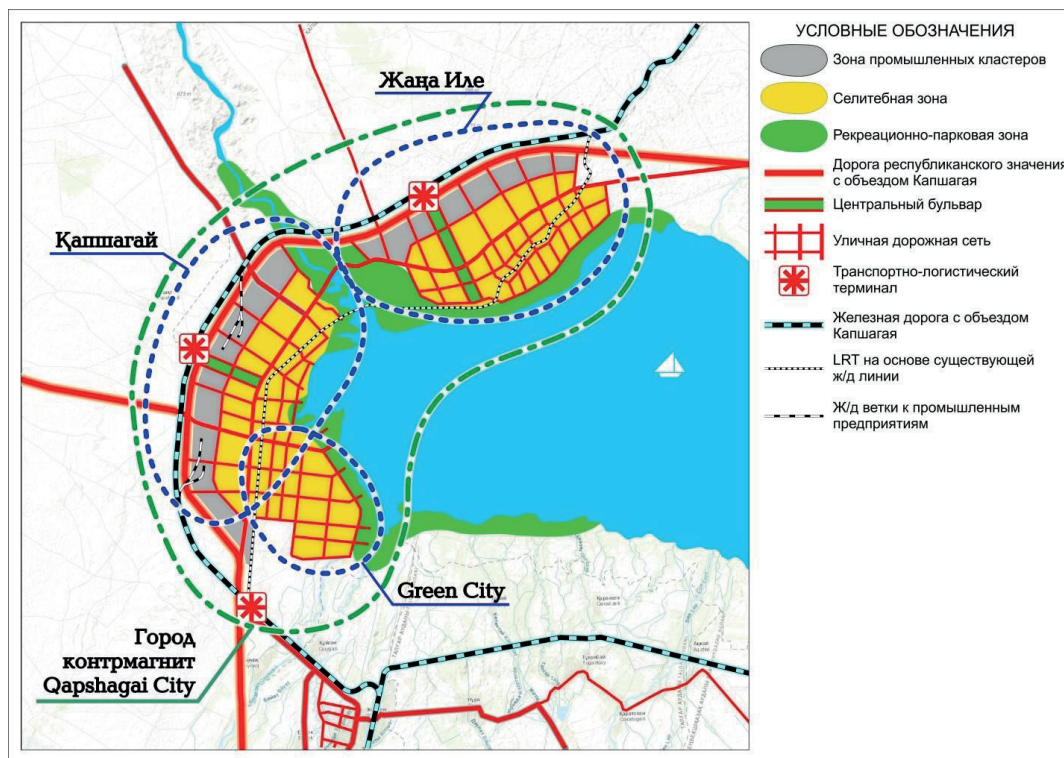 Жаңа Иле
Қапшагай
Green City
Город
контрмагнит
Qapshagai City
УСЛОВНЫЕ ОБОЗНАЧЕНИЯ
Зона промышленных кластеров
Селитебная зона
Рекреационно-парковая зона
Дорога республиканского значения
с объездом Капшагая
Центральный бульвар
Уличная дорожная сеть
Транспортно-логистический
терминал
Железная дорога с объездом
Капшагая
LRT на основе существующей
ж/д линии
Ж/д ветки к промышленным
предприятиям